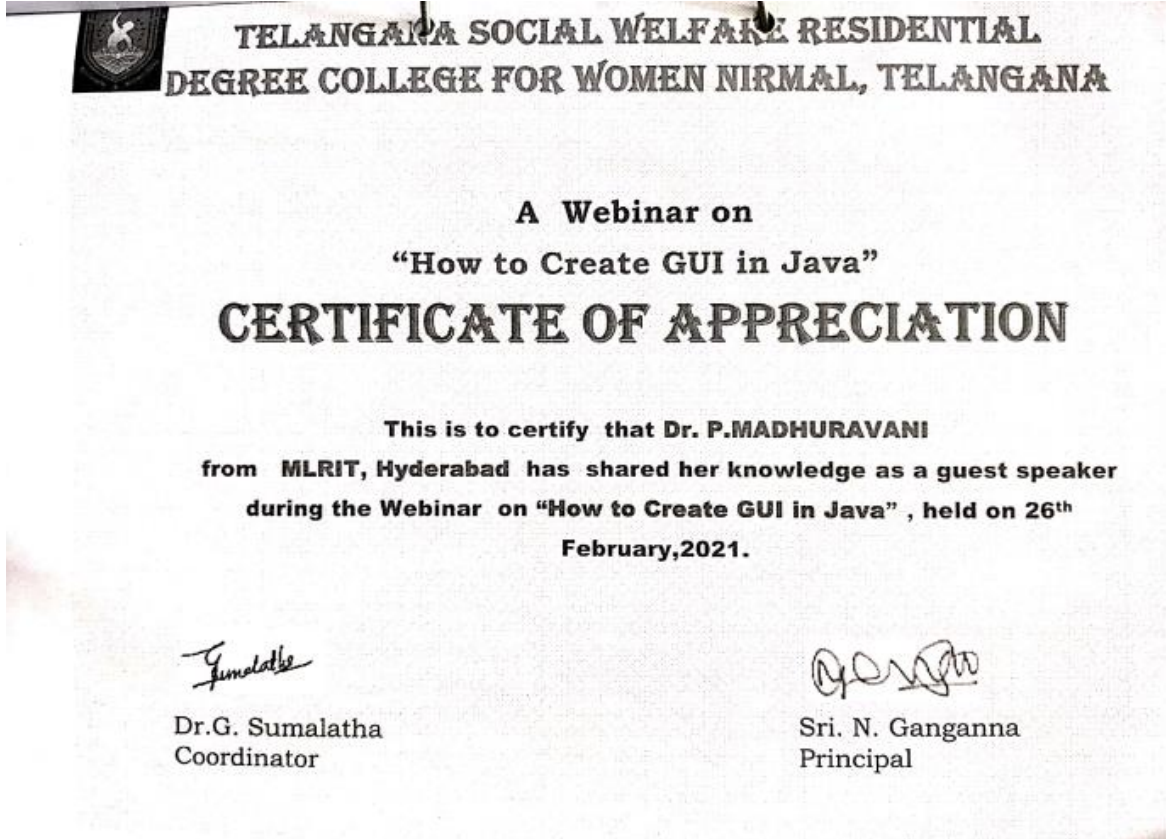 TELANGANA SOCIAL WELFARE RESIDENTIAL
DEGREE COLLEGE FOR WOMEN NIRMAL, TELANGANA
A Webinar on
“How to Create GUI in Java”
CERTIFICATE OF APPRECIATION
This is to certify that Dr. P.MADHURAVANI
from MLRIT, Hyderabad has shared her knowledge as a guest speaker
during the Webinar on “How to Create GUI in Java” , held on 26th
February,2021.
Dr.G. Sumalatha
Coordinator
Sri. N. Ganganna
Principal